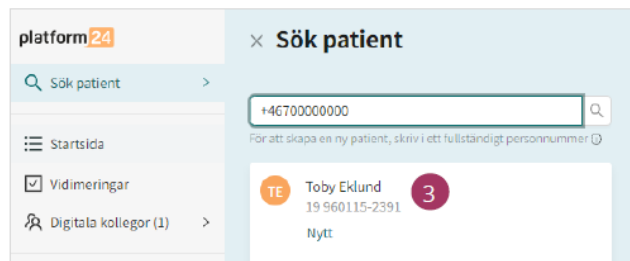 platform24
Sök patient
Startsida
Vidimeringar
Digitala kollegor (1)
Sök patient
+46700000000
För att skapa en ny patient, skriv i ett fullständigt personnummer
TE
Toby Eklund
19 960115-2391
Nytt
3